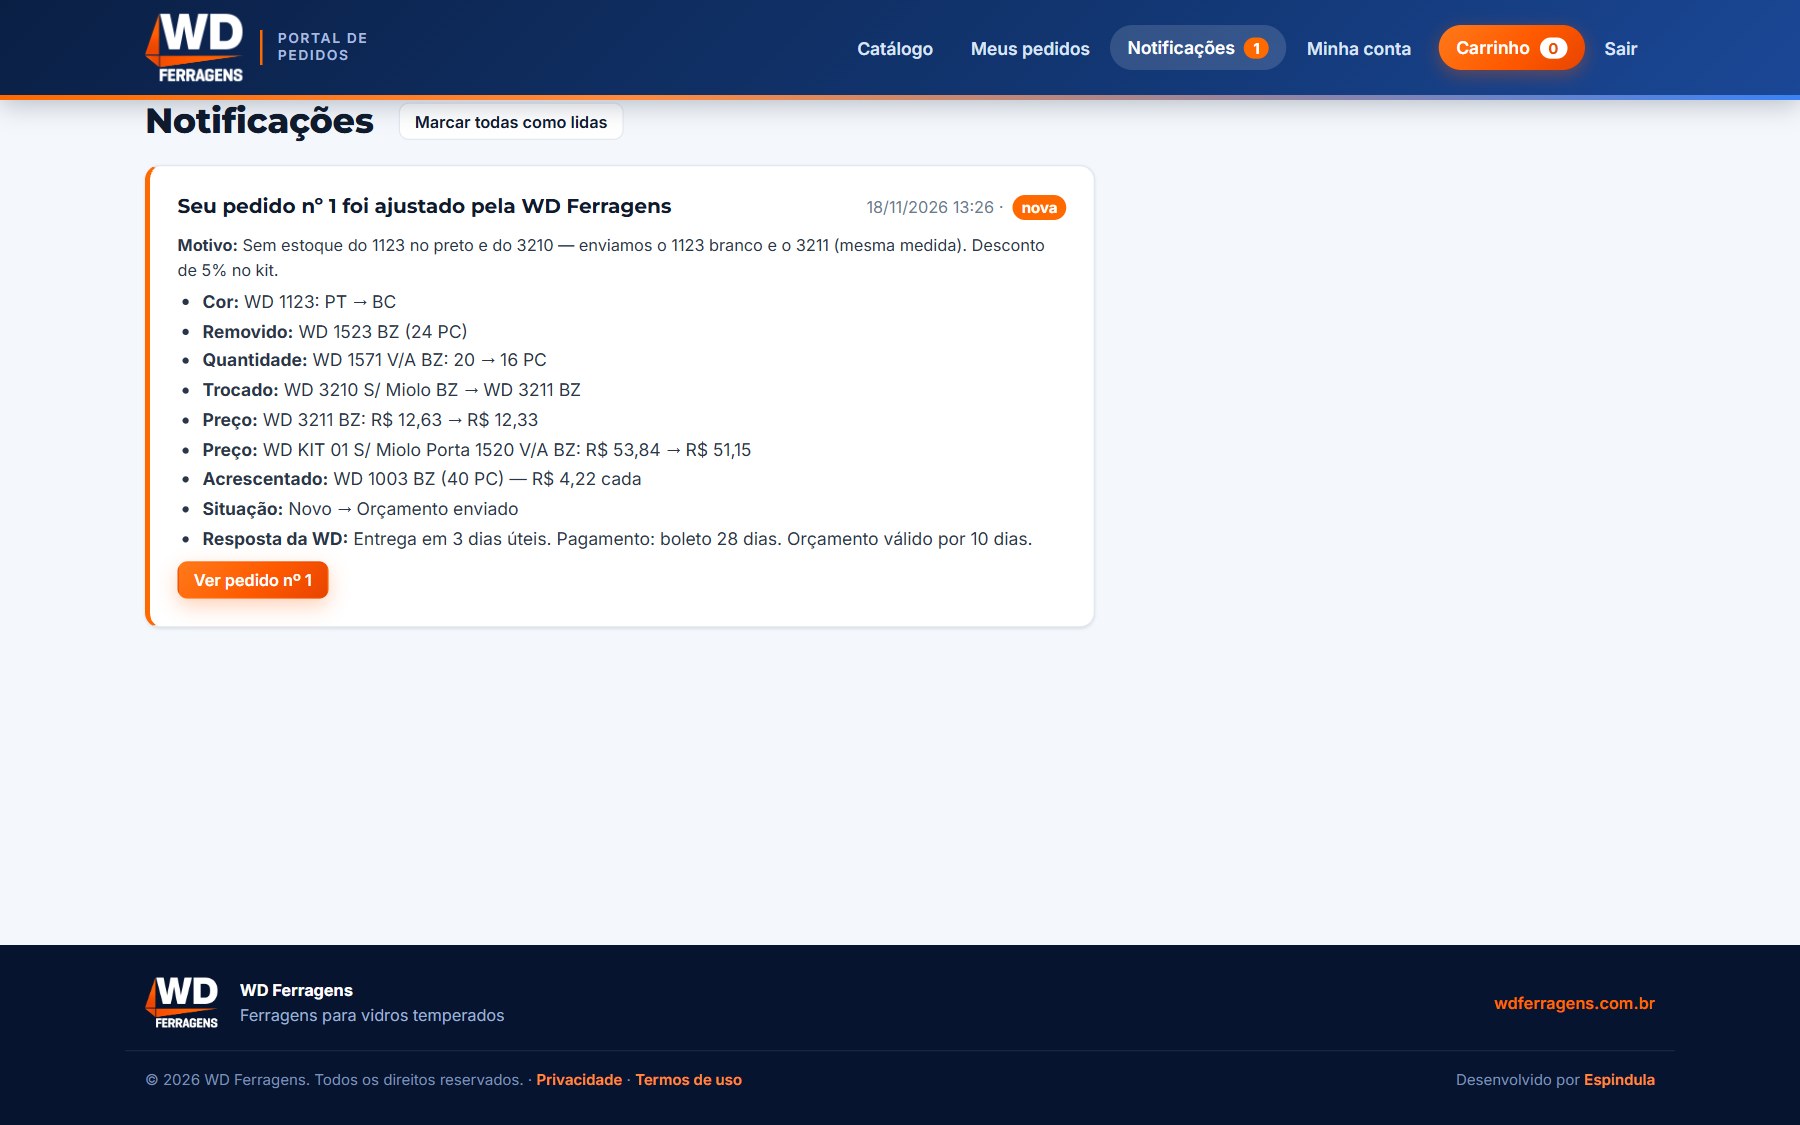 WD
FERRAGENS
PORTAL DE
PEDIDOS
Catálogo
Meus pedidos
Notificações 1
Minha conta
Carrinho 0
Sair
Notificações
Marcar todas como lidas
Seu pedido nº 1 foi ajustado pela WD Ferragens
18/11/2026 13:26 · nova
Motivo: Sem estoque do 1123 no preto e do 3210 — enviamos o 1123 branco e o 3211 (mesma medida). Desconto
de 5% no kit.
• Cor: WD 1123: PT → BC
• Removido: WD 1523 BZ (24 PC)
• Quantidade: WD 1571 V/A BZ: 20 → 16 PC
• Trocado: WD 3210 S/ Miolo BZ → WD 3211 BZ
• Preço: WD 3211 BZ: R$ 12,63 → R$ 12,33
• Preço: WD KIT 01 S/ Miolo Porta 1520 V/A BZ: R$ 53,84 → R$ 51,15
• Acrescentado: WD 1003 BZ (40 PC) — R$ 4,22 cada
• Situação: Novo → Orçamento enviado
• Resposta da WD: Entrega em 3 dias úteis. Pagamento: boleto 28 dias. Orçamento válido por 10 dias.
Ver pedido nº 1
WD
FERRAGENS
WD Ferragens
Ferragens para vidros temperados
wdferragens.com.br
© 2026 WD Ferragens. Todos os direitos reservados. · Privacidade · Termos de uso
Desenvolvido por Espindula